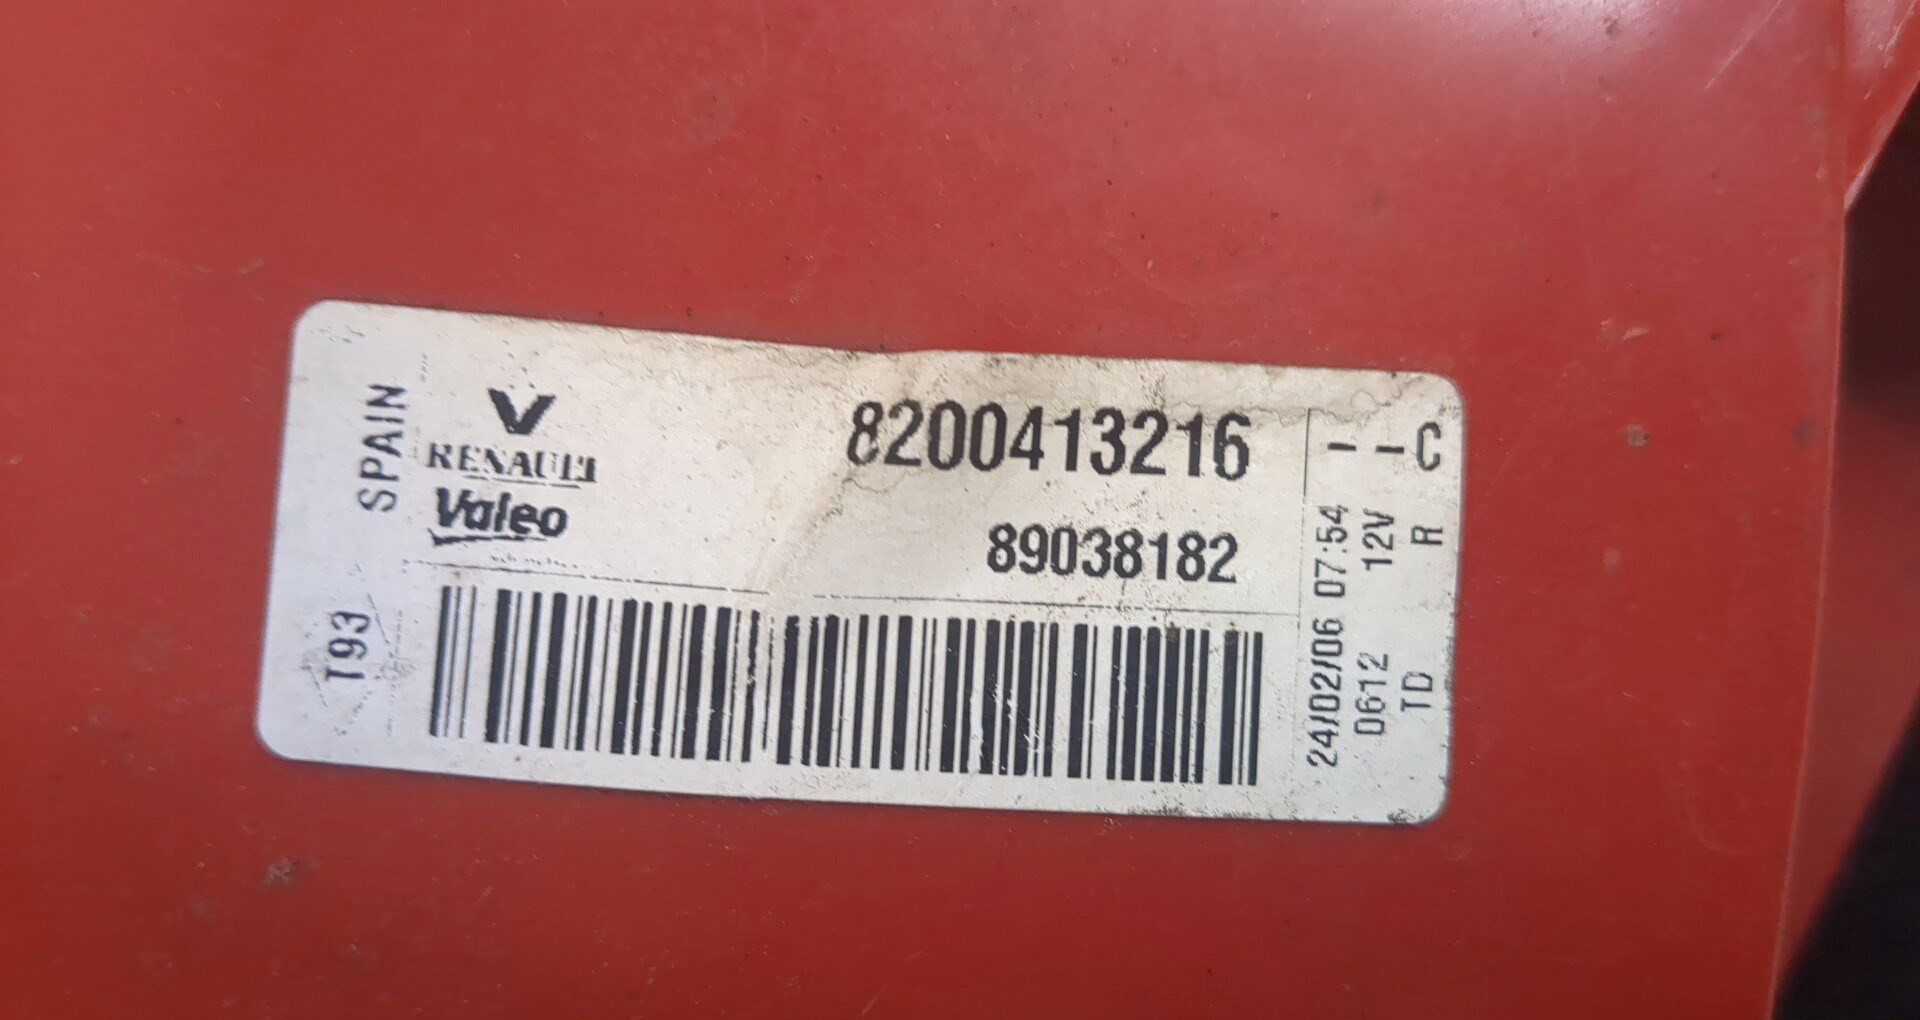 SPAIN
T93
RENAULT
Valeo
8200413216
89038182
- - C
24/02/06 07:54
0612 12V
TD R